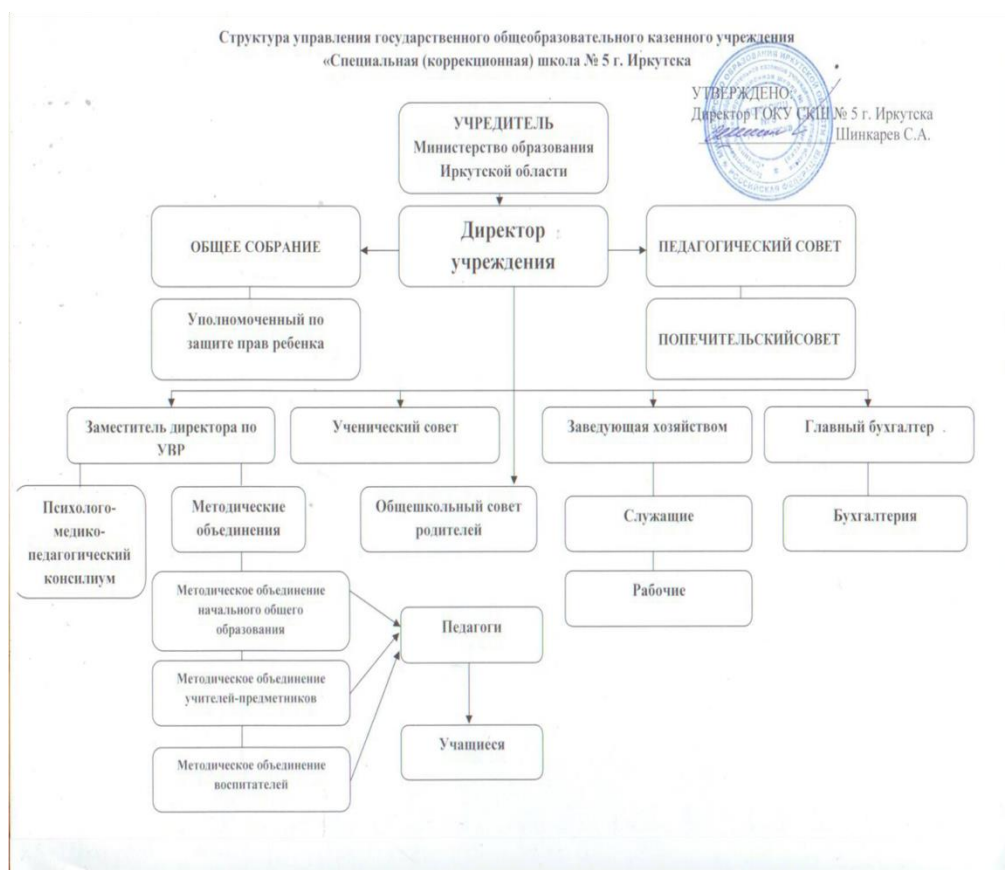 Структура управления государственного общеобразовательного казенного учреждения
«Специальная (коррекционная) школа № 5 г. Иркутска
УТВЕРЖДЕНО:
Директор ГОКУ СКШ № 5 г. Иркутска
Шинкарев С.А.
УЧРЕДИТЕЛЬ
Министерство образования
Иркутской области
ОБЩЕЕ СОБРАНИЕ
Директор
учреждения
ПЕДАГОГИЧЕСКИЙ СОВЕТ
Уполномоченный по
защите прав ребенка
ПОПЕЧИТЕЛЬСКИЙСОВЕТ
Заместитель директора по
УВР
Ученический совет
Заведующая хозяйством
Главный бухгалтер
Психолого-
медико-
педагогический
консилиум
Методические
объединения
Общешкольный совет
родителей
Служащие
Бухгалтерия
Методическое объединение
начального общего
образования
Педагоги
Рабочие
Методическое объединение
учителей-предметников
Учащиеся
Методическое объединение
воспитателей